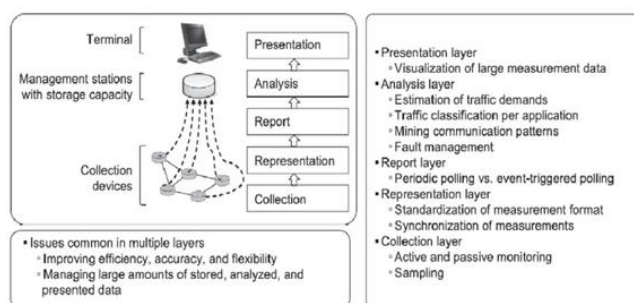 Terminal
Presentation
Management stations
with storage capacity
Analysis
Report
Collection
devices
Representation
Collection
• Issues common in multiple layers
◦ Improving efficiency, accuracy, and flexibility
◦ Managing large amounts of stored, analyzed, and
presented data
• Presentation layer
◦ Visualization of large measurement data
• Analysis layer
◦ Estimation of traffic demands
◦ Traffic classification per application
◦ Mining communication patterns
◦ Fault management
• Report layer
◦ Periodic polling vs. event-triggered polling
• Representation layer
◦ Standardization of measurement format
◦ Synchronization of measurements
• Collection layer
◦ Active and passive monitoring
◦ Sampling